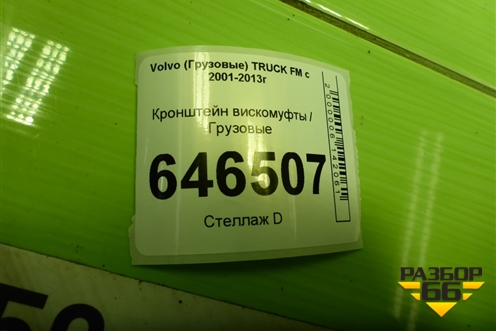 Volvo (Грузовые) TRUCK FM с
2001-2013г
Кронштейн вискомуфты /
Грузовые
646507
Стеллаж D
РАЗБОР
66